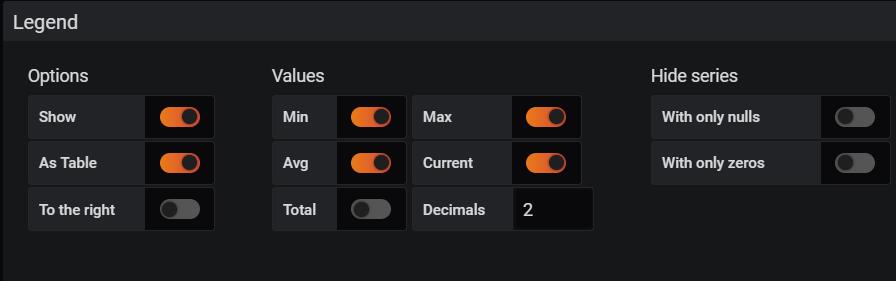 Legend
Options
Values
Hide series
Show
Min
Max
With only nulls
As Table
Avg
Current
With only zeros
To the right
Total
Decimals
2